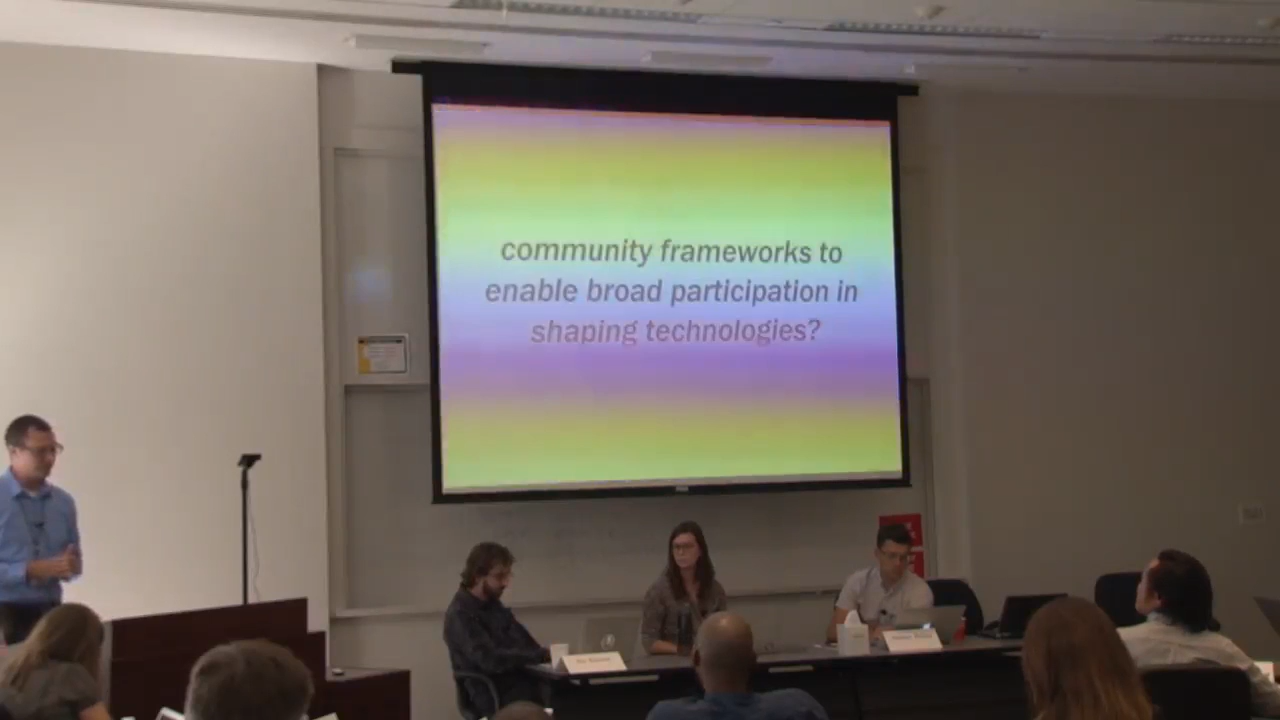 community frameworks to
enable broad participation in
shaping technologies?